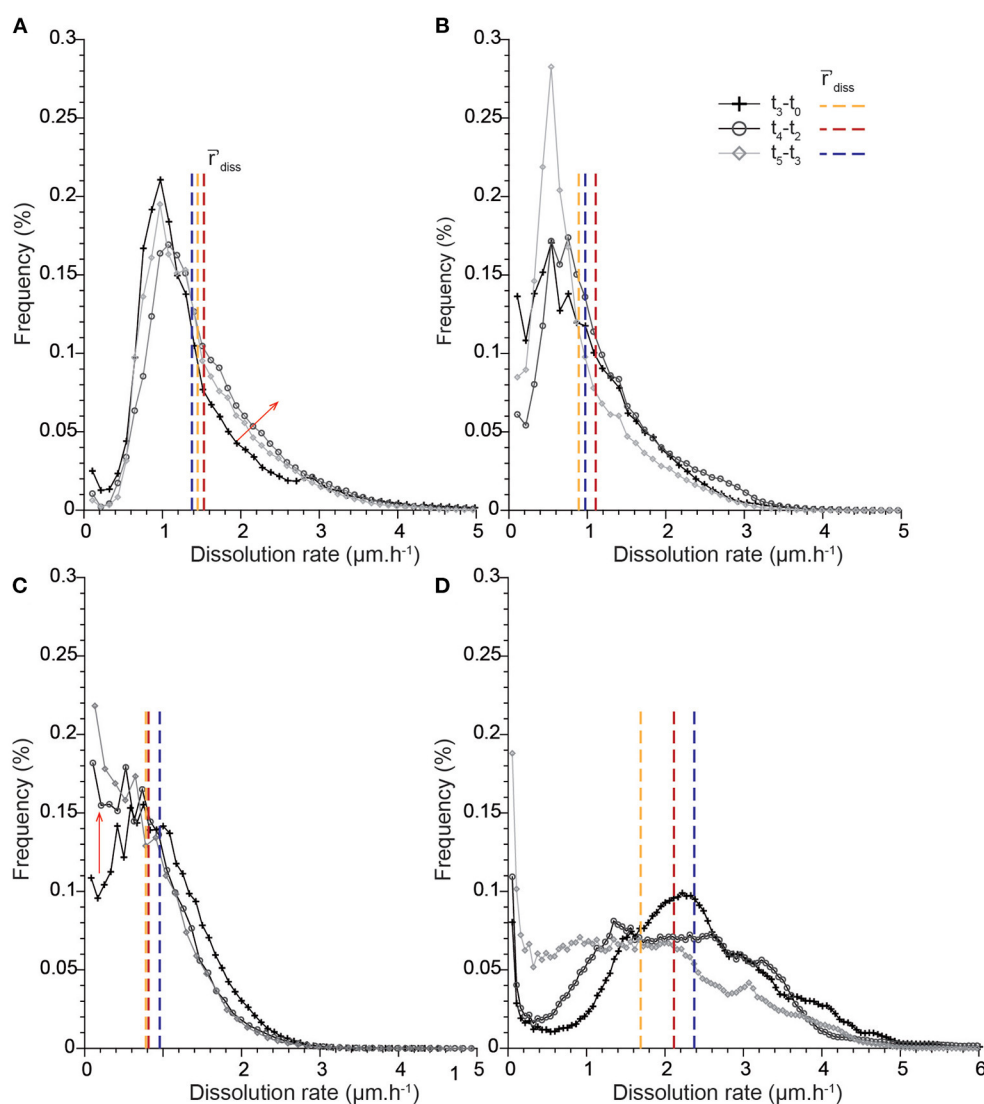 A
0.3
0.25
0.2
0.15
0.1
0.05
0
Frequency (%)
r̅'diss
0 1 2 3 4 5
Dissolution rate (µm.h⁻¹)
B
0.3
0.25
0.2
0.15
0.1
0.05
0
Frequency (%)
r̅'diss
t₃-t₀
t₄-t₂
t₅-t₃
0 1 2 3 4 5
Dissolution rate (µm.h⁻¹)
C
0.3
0.25
0.2
0.15
0.1
0.05
0
Frequency (%)
0 1 2 3 4 1 5
Dissolution rate (µm.h⁻¹)
D
0.3
0.25
0.2
0.15
0.1
0.05
0
Frequency (%)
0 1 2 3 4 5 6
Dissolution rate (µm.h⁻¹)